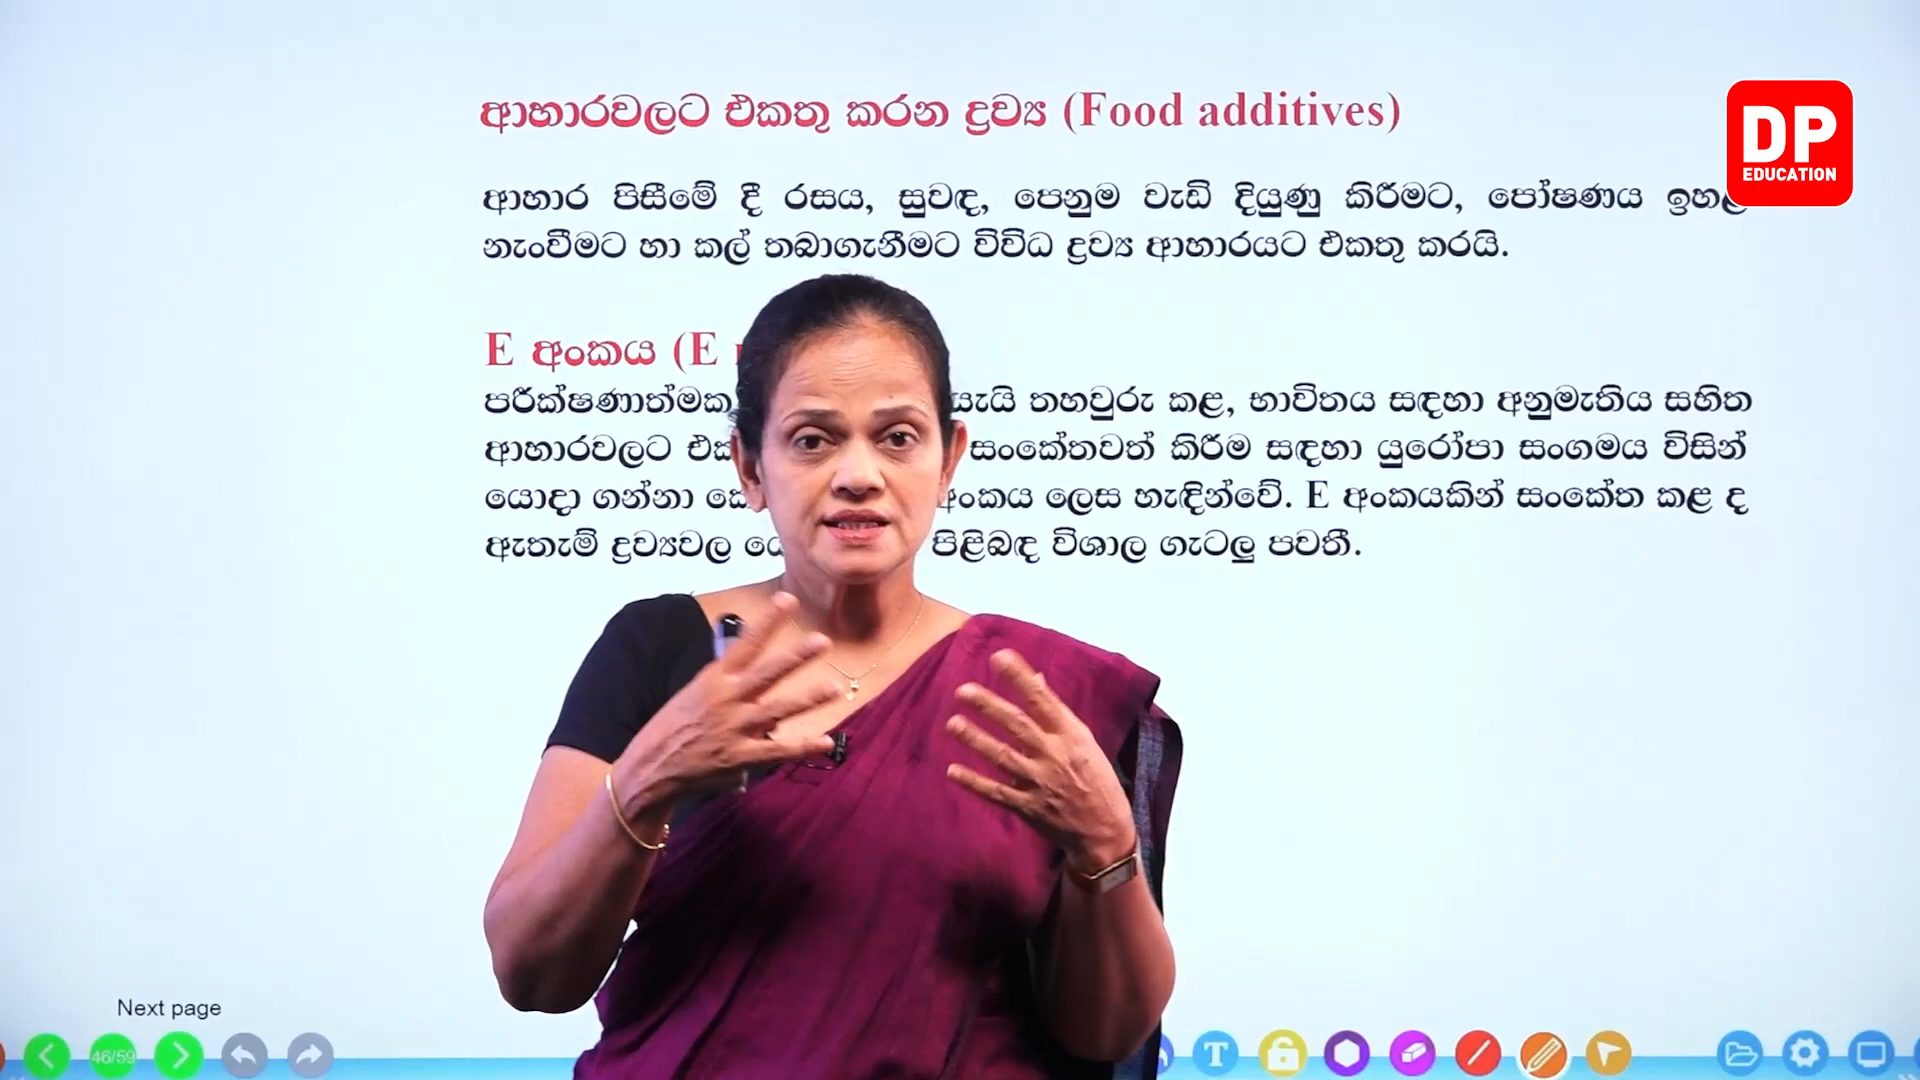 ආහාරවලට එකතු කරන ද්‍රව්‍ය (Food additives)
DP
EDUCATION
ආහාර පිසීමේ දී රසය, සුවඳ, පෙනුම වැඩි දියුණු කිරීමට, පෝෂණය ඉහළ
නැංවීමට හා කල් තබාගැනීමට විවිධ ද්‍රව්‍ය ආහාරයට එකතු කරයි.
E අංකය (E
පරීක්ෂණාත්මක තහවුරු කළ, භාවිතය සඳහා අනුමැතිය සහිත
ආහාරවලට සංකේතවත් කිරීම සඳහා යුරෝපා සංගමය විසින්
යොදා ගන්නා අංකය ලෙස හැඳින්වේ. E අංකයකින් සංකේත කළ ද
ඇතැම් ද්‍රව්‍යවල පිළිබඳ විශාල ගැටලු පවතී.
Next page
46/59
T